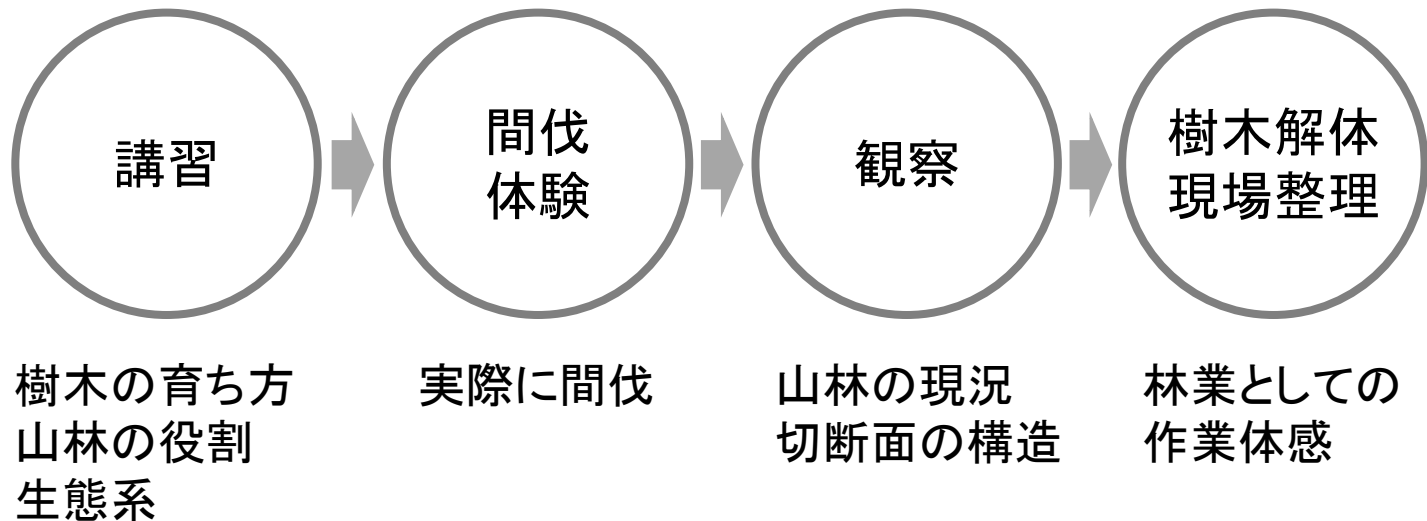 講習
間伐
体験
観察
樹木解体
現場整理
樹木の育ち方
山林の役割
生態系
実際に間伐
山林の現況
切断面の構造
林業としての
作業体感